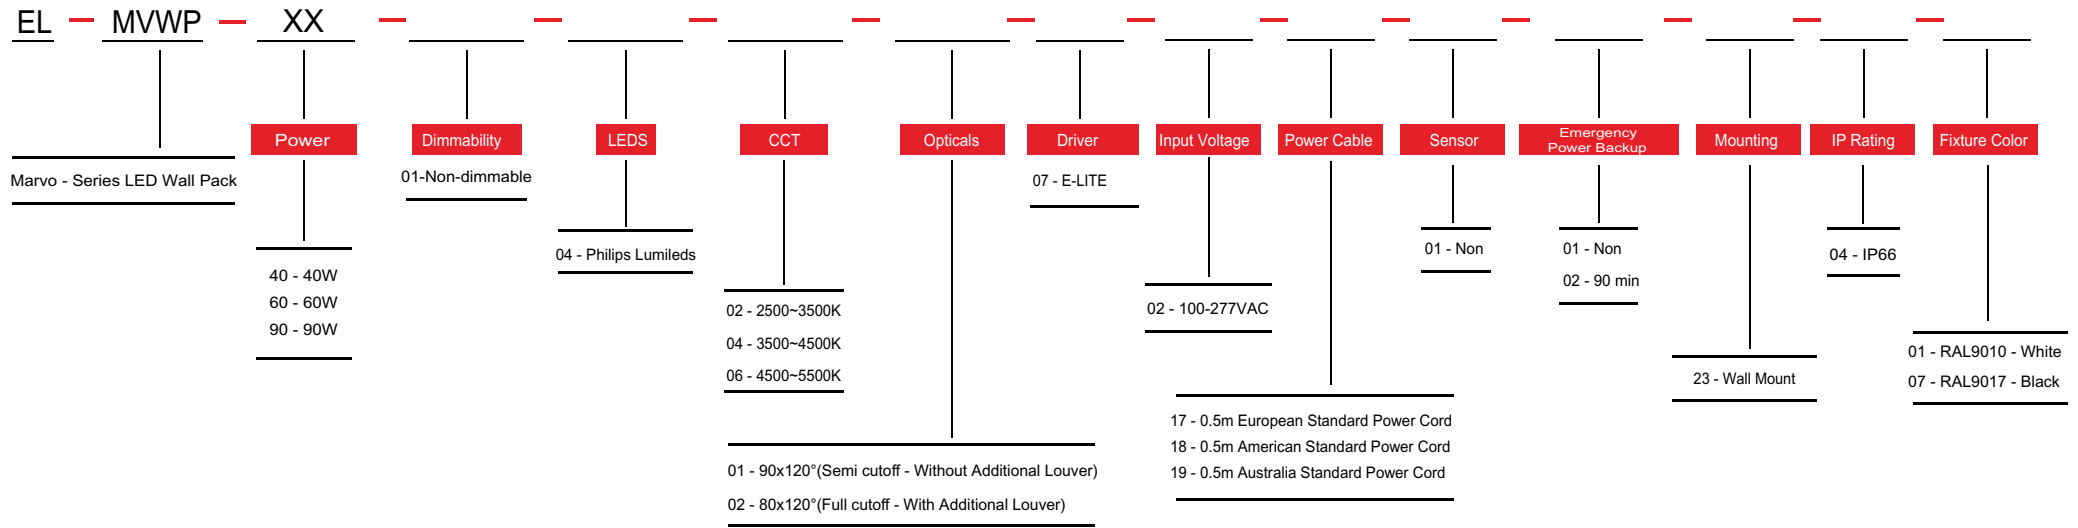 EL — MVWP — XX — — — — — — — — — — — —
Power
Dimmability
LEDS
CCT
Opticals
Driver
Input Voltage
Power Cable
Sensor
Emergency
Power Backup
Mounting
IP Rating
Fixture Color
Marvo - Series LED Wall Pack
40 - 40W
60 - 60W
90 - 90W
01-Non-dimmable
04 - Philips Lumileds
02 - 2500~3500K
04 - 3500~4500K
06 - 4500~5500K
01 - 90x120°(Semi cutoff - Without Additional Louver)
02 - 80x120°(Full cutoff - With Additional Louver)
07 - E-LITE
02 - 100-277VAC
17 - 0.5m European Standard Power Cord
18 - 0.5m American Standard Power Cord
19 - 0.5m Australia Standard Power Cord
01 - Non
01 - Non
02 - 90 min
23 - Wall Mount
04 - IP66
01 - RAL9010 - White
07 - RAL9017 - Black